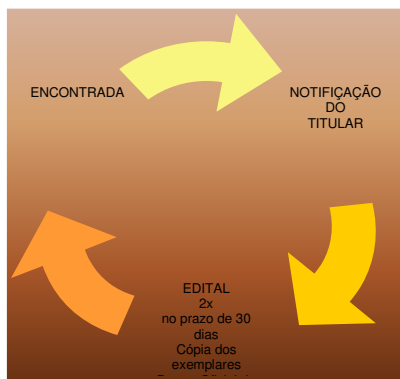 ENCONTRADA
NOTIFICAÇÃO
DO
TITULAR
EDITAL
2x
no prazo de 30
dias
Cópia dos
exemplares